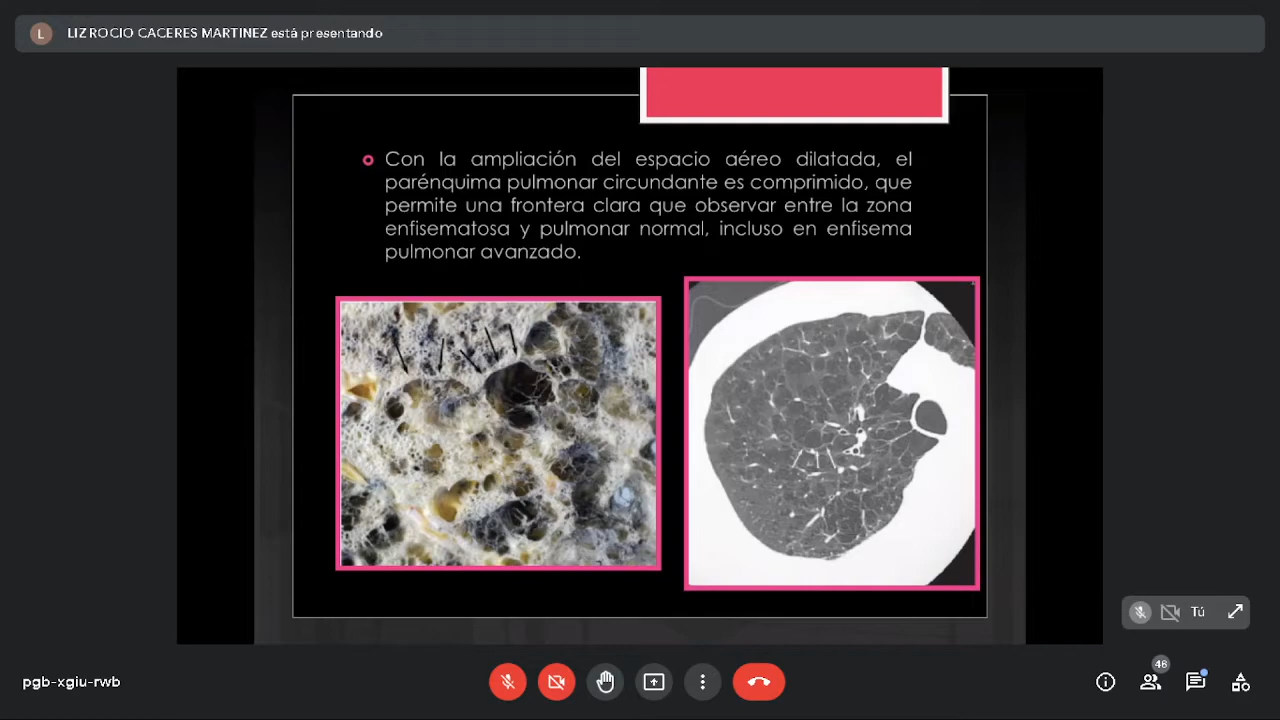 L
LIZ ROCIO CACERES MARTINEZ está presentando
Con la ampliación del espacio aéreo dilatada, el
parénquima pulmonar circundante es comprimido, que
permite una frontera clara que observar entre la zona
enfisematosa y pulmonar normal, incluso en enfisema
pulmonar avanzado.
Tú
pgb-xgiu-rwb
46